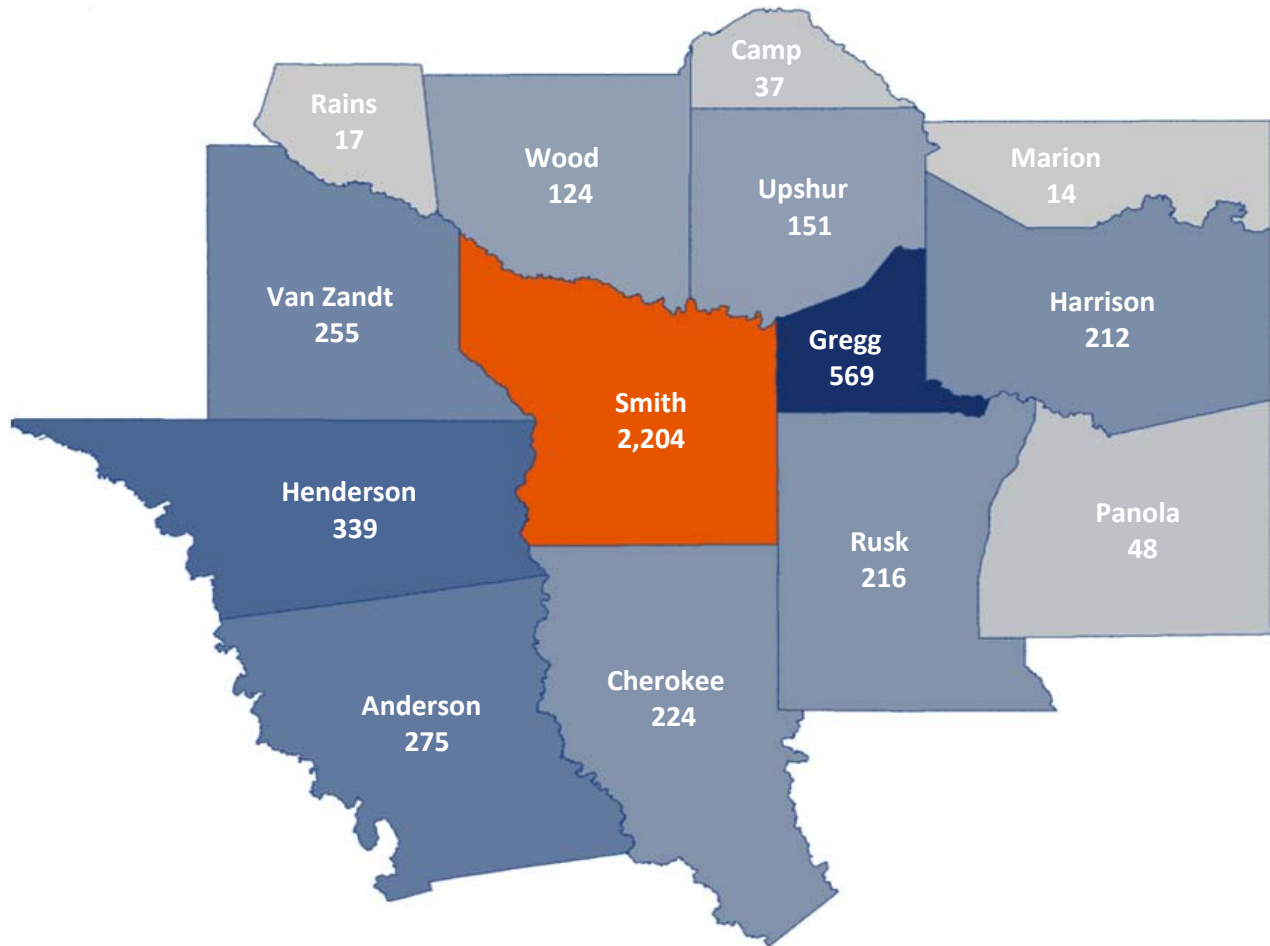 Camp
37
Rains
17
Wood
124
Upshur
151
Marion
14
Van Zandt
255
Harrison
212
Gregg
569
Smith
2,204
Henderson
339
Rusk
216
Panola
48
Cherokee
224
Anderson
275